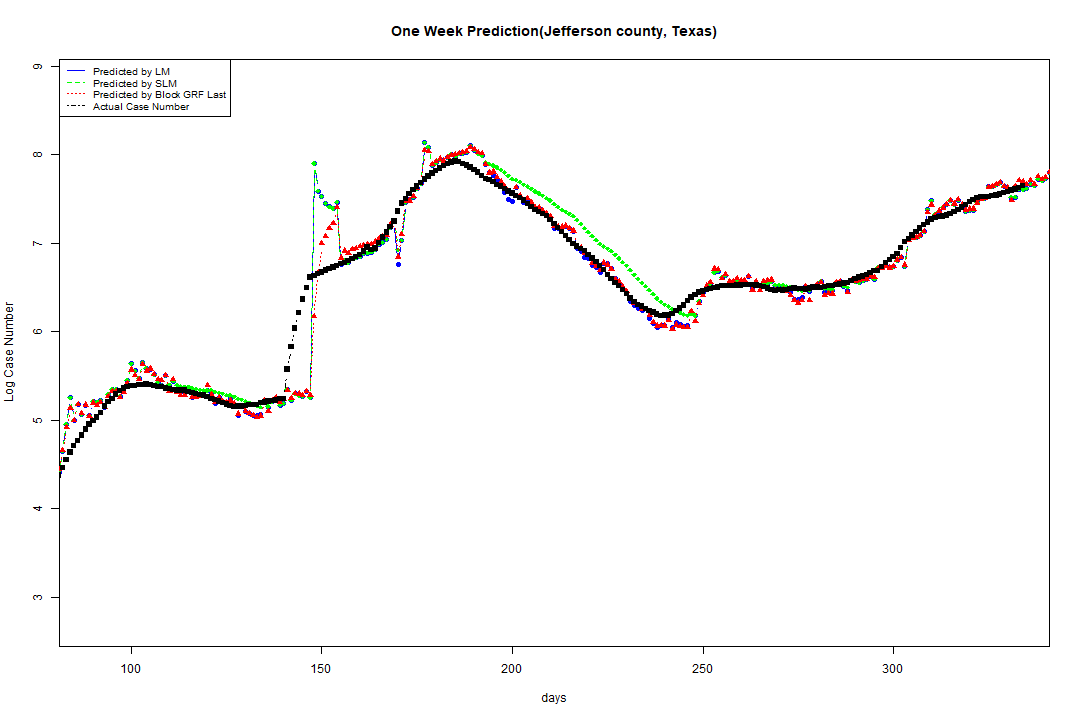 One Week Prediction(Jefferson county, Texas)
Predicted by LM
Predicted by SLM
Predicted by Block GRF Last
Actual Case Number
9
8
7
6
5
4
3
Log Case Number
100 150 200 250 300
days